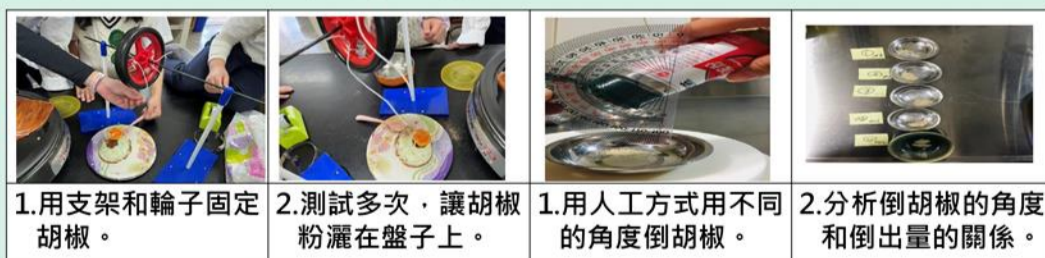 1.用支架和輪子固定
胡椒。
2.測試多次，讓胡椒
粉灑在盤子上。
1.用人工方式用不同
的角度倒胡椒。
2.分析倒胡椒的角度
和倒出量的關係。